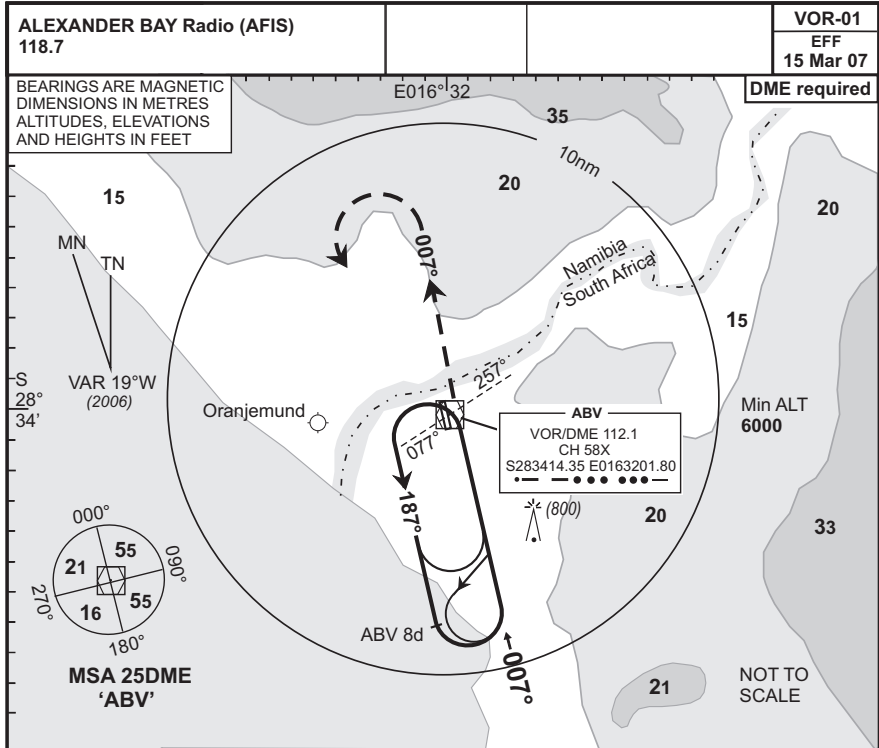 ALEXANDER BAY Radio (AFIS)
118.7
VOR-01
EFF
15 Mar 07
BEARINGS ARE MAGNETIC
DIMENSIONS IN METRES
ALTITUDES, ELEVATIONS
AND HEIGHTS IN FEET
E016° 32
DME required
35
10nm
20
15
20
MN
TN
007°
Namibia
South Africa
15
VAR 19°W
(2006)
S
28°
34'
257°
Oranjemund
077°
ABV
VOR/DME 112.1
CH 58X
S283414.35 E0163201.80
Min ALT
6000
187°
(800)
20
33
000°
21
55
090°
270°
16
55
180°
ABV 8d
007°
MSA 25DME
'ABV'
21
NOT TO
SCALE